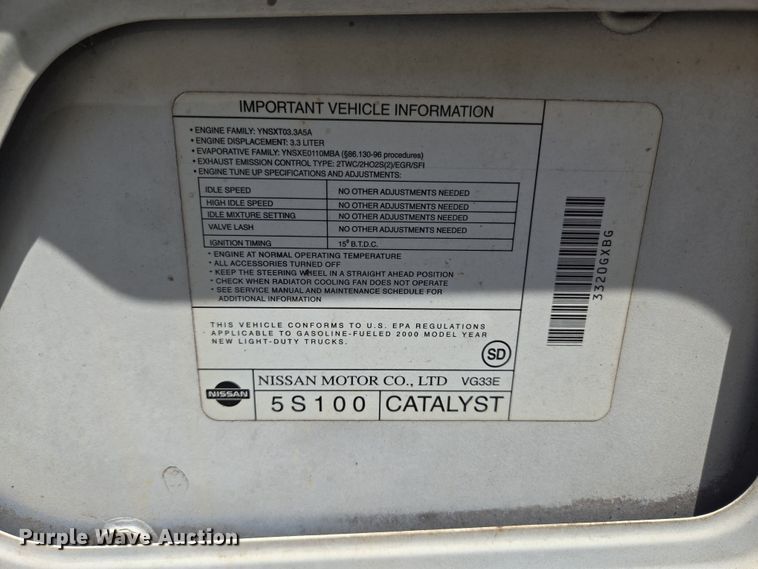 IMPORTANT VEHICLE INFORMATION
• ENGINE FAMILY: YNSXT03.3A5A
• ENGINE DISPLACEMENT: 3.3 LITER
• EVAPORATIVE FAMILY: YNSXE0110MBA (§86.130-96 procedures)
• EXHAUST EMISSION CONTROL TYPE: 2TWC/2HO2S(2)/EGR/SFI
• ENGINE TUNE UP SPECIFICATIONS AND ADJUSTMENTS:
IDLE SPEED NO OTHER ADJUSTMENTS NEEDED
HIGH IDLE SPEED NO OTHER ADJUSTMENTS NEEDED
IDLE MIXTURE SETTING NO OTHER ADJUSTMENTS NEEDED
VALVE LASH NO OTHER ADJUSTMENTS NEEDED
IGNITION TIMING 15° B.T.D.C.
• ENGINE AT NORMAL OPERATING TEMPERATURE
• ALL ACCESSORIES TURNED OFF
• KEEP THE STEERING WHEEL IN A STRAIGHT AHEAD POSITION
• CHECK WHEN RADIATOR COOLING FAN DOES NOT OPERATE
• SEE SERVICE MANUAL AND MAINTENANCE SCHEDULE FOR
ADDITIONAL INFORMATION
THIS VEHICLE CONFORMS TO U.S. EPA REGULATIONS
APPLICABLE TO GASOLINE-FUELED 2000 MODEL YEAR
NEW LIGHT-DUTY TRUCKS.
SD
NISSAN
NISSAN MOTOR CO., LTD VG33E
5S100 CATALYST
3320GXBG
Purple Wave Auction